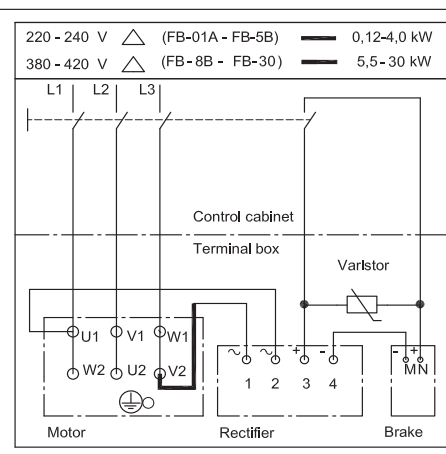 220 - 240 V △ (FB-01A - FB-5B) 0,12-4,0 kW
380 - 420 V △ (FB-8B - FB-30) 5,5-30 kW
L1 L2 L3
Control cabinet
Terminal box
Varistor
U1 V1 W1
~ ~ + - - +
W2 U2 V2
1 2 3 4
MN
Motor Rectifier Brake